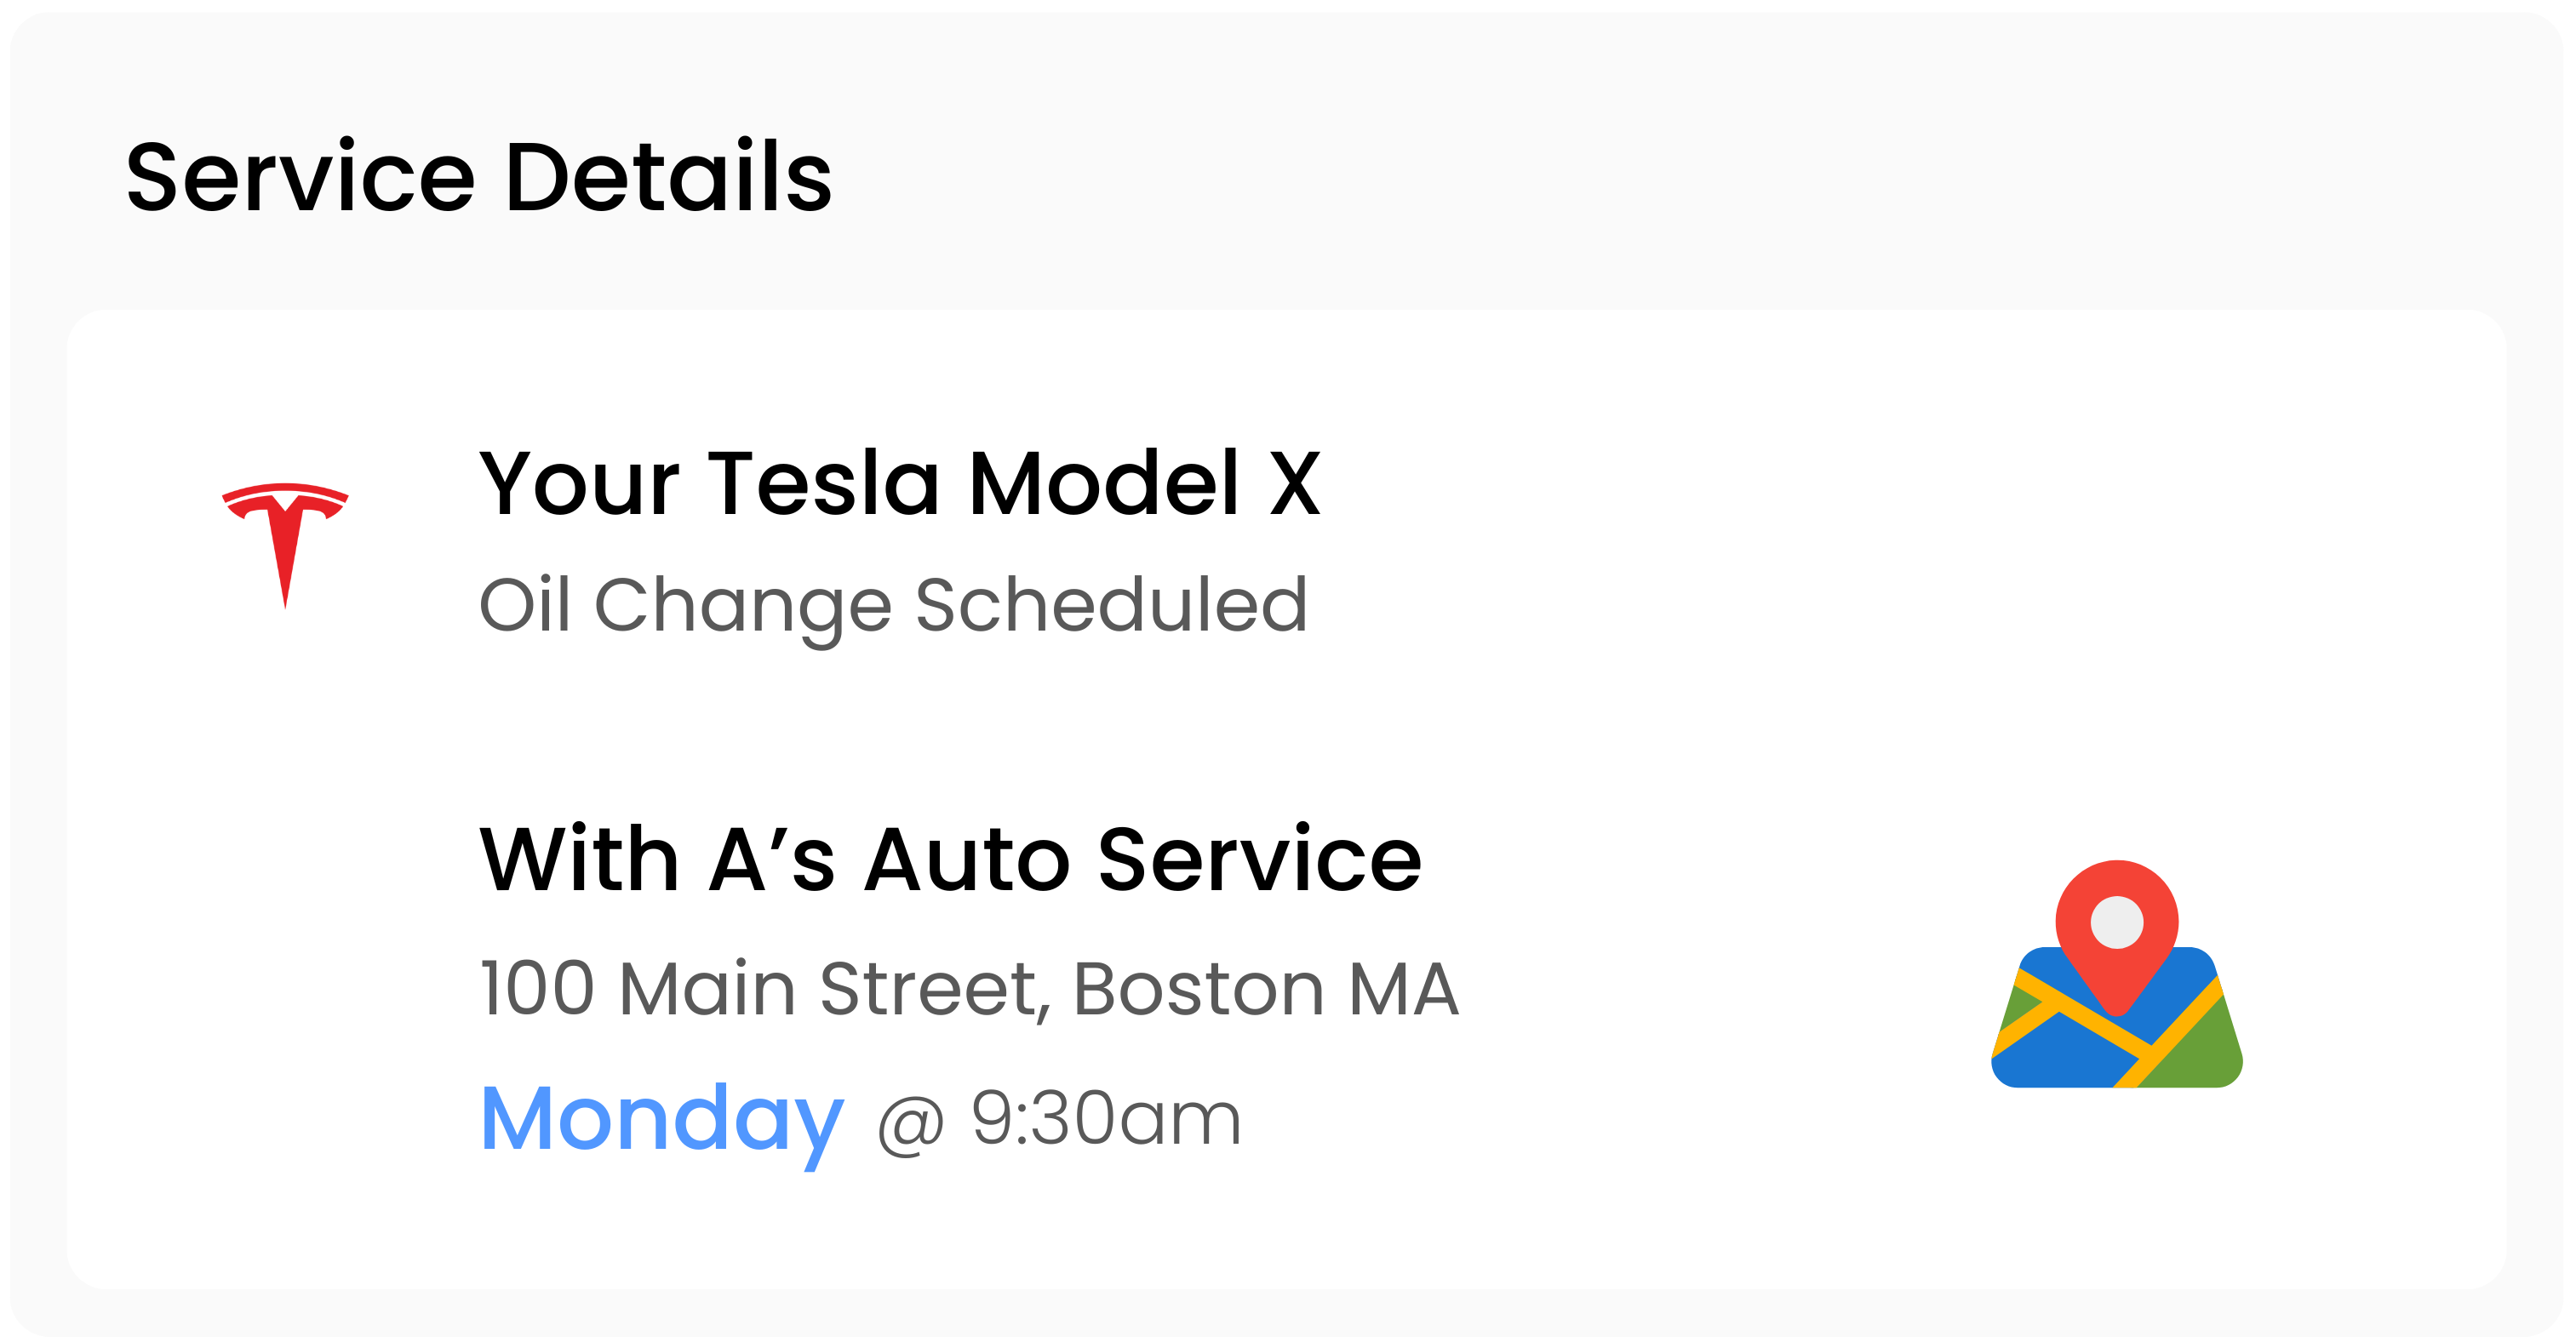 Service Details
Your Tesla Model X
Oil Change Scheduled
With A’s Auto Service
100 Main Street, Boston MA
Monday @ 9:30am